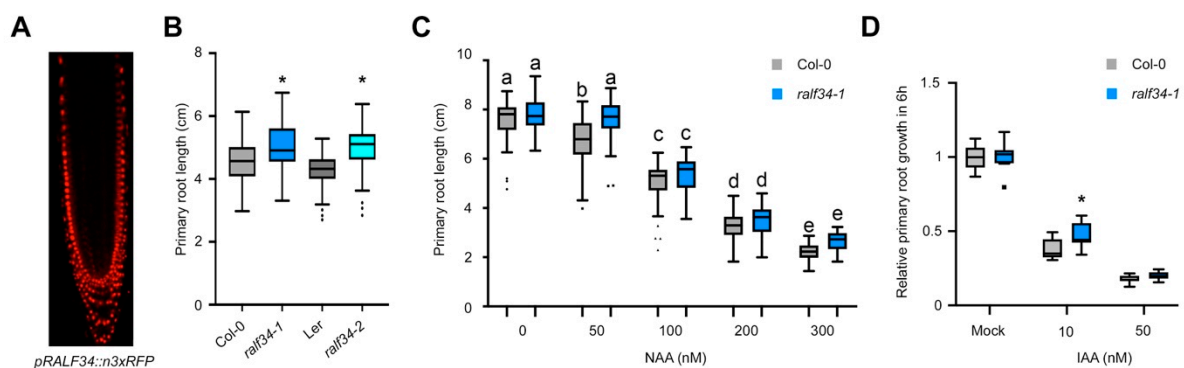 A
pRALF34::n3xRFP
B
Primary root length (cm)
8
6
4
2
0
* *
Col-0 ralf34-1 Ler ralf34-2
C
Primary root length (cm)
10
8
6
4
2
0
Col-0
ralf34-1
a a b a c c d d e e
0 50 100 200 300
NAA (nM)
D
Relative primary root growth in 6h
1.5
1
0.5
0
Col-0
ralf34-1
*
Mock 10 50
IAA (nM)